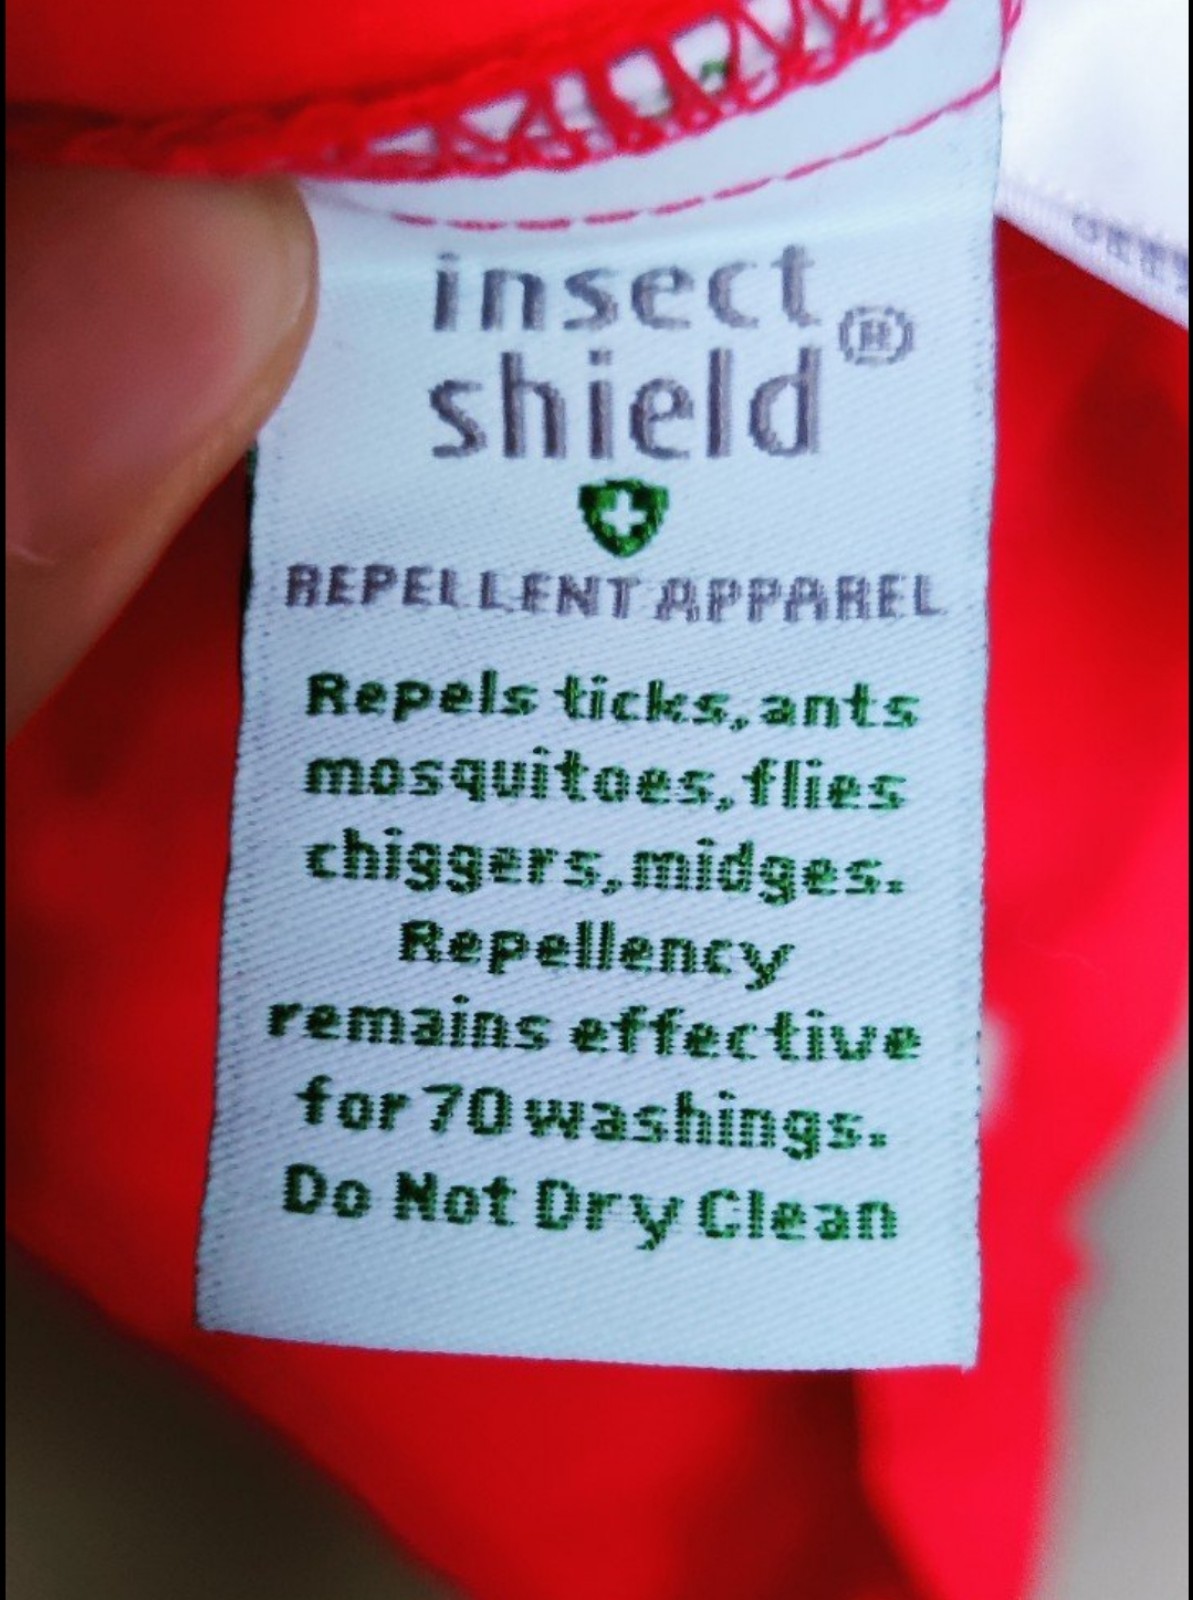 insect
shield®
REPELLENT APPAREL
Repels ticks, ants
mosquitoes, flies
chiggers, midges.
Repellency
remains effective
for 70 washings.
Do Not Dry Clean